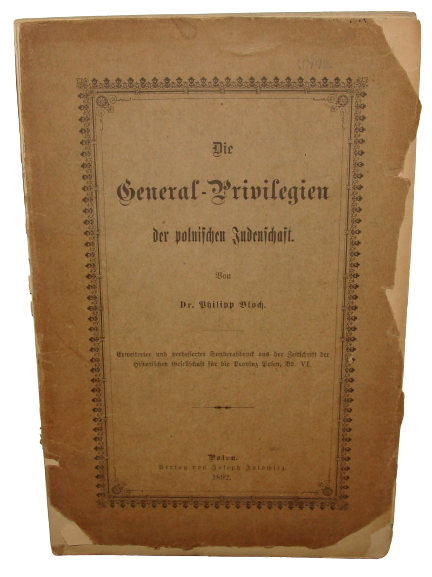 Die
General-Privilegien
der polnischen Judenschaft.
Von
Dr. Philipp Bloch.
Erweiterter und verbesserter Sonderabdruck aus der Zeitschrift der
Historischen Gesellschaft für die Provinz Posen, Bd. VI.
Posen.
Verlag von Joseph Jolowicz.
1892.